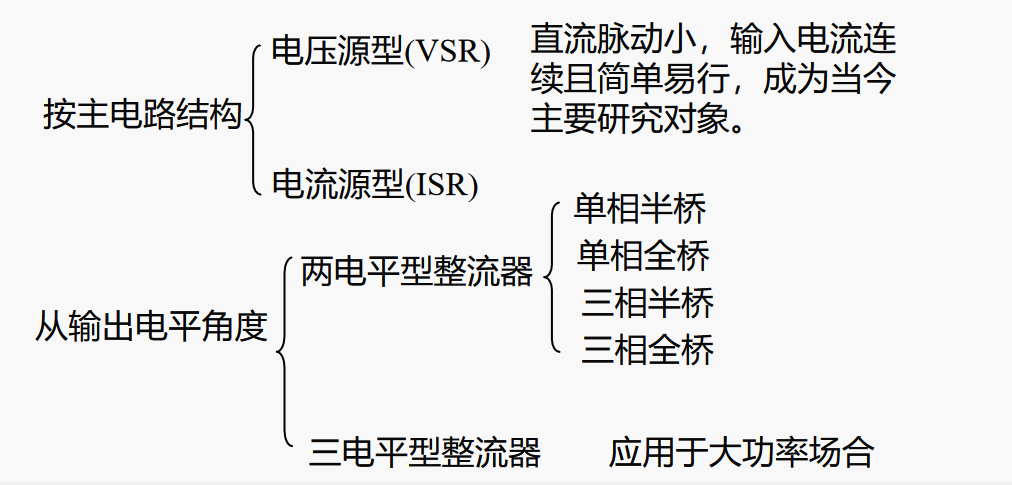 电压源型(VSR)
直流脉动小，输入电流连
续且简单易行，成为当今
主要研究对象。
按主电路结构
电流源型(ISR)
单相半桥
两电平型整流器
单相全桥
三相半桥
从输出电平角度
三相全桥
三电平型整流器
应用于大功率场合